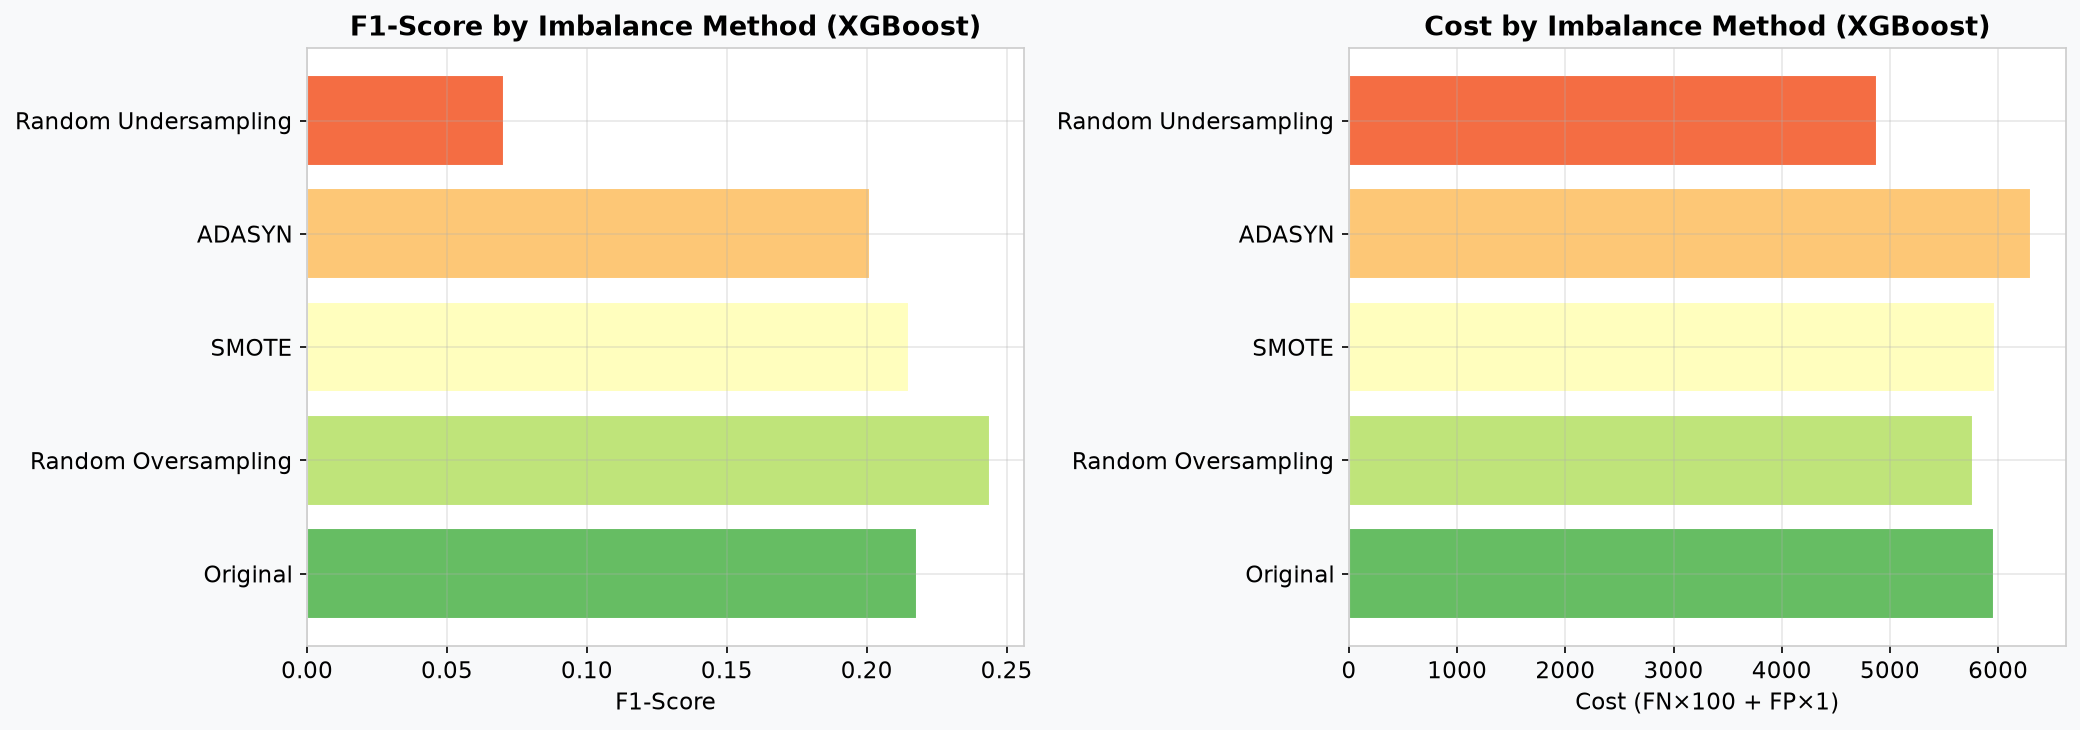 F1-Score by Imbalance Method (XGBoost)
Random Undersampling
ADASYN
SMOTE
Random Oversampling
Original
0.00 0.05 0.10 0.15 0.20 0.25
F1-Score
Cost by Imbalance Method (XGBoost)
Random Undersampling
ADASYN
SMOTE
Random Oversampling
Original
0 1000 2000 3000 4000 5000 6000
Cost (FN×100 + FP×1)